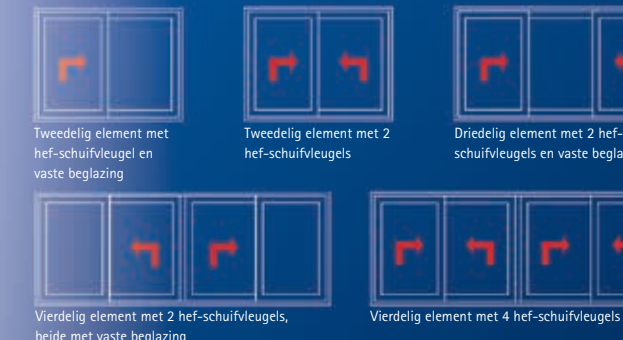 Tweedelig element met
hef-schuifvleugel en
vaste beglazing
Tweedelig element met 2
hef-schuifvleugels
Driedelig element met 2 hef-
schuifvleugels en vaste
Vierdelig element met 2 hef-schuifvleugels,
beide met vaste beglazing
Vierdelig element met 4 hef-schuifvleugels